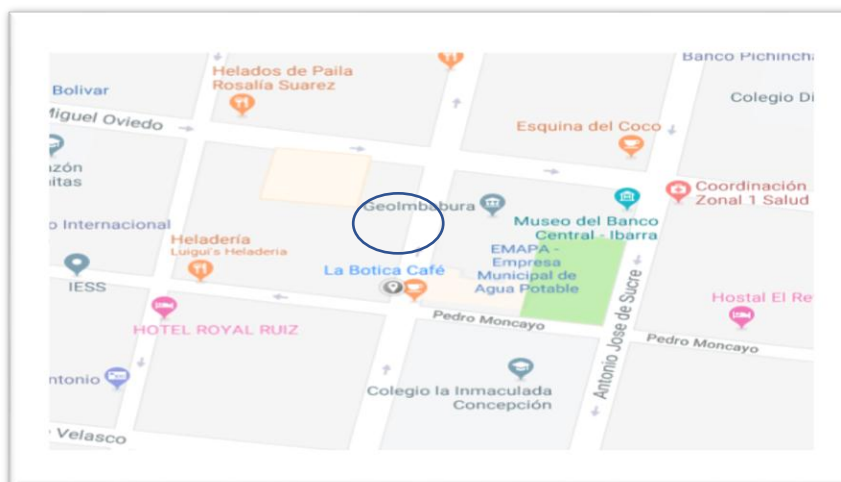 Banco Pichinch
Helados de Paila
Rosalía Suarez
Bolivar
Colegio Di
Miguel Oviedo
Esquina del Coco
azón
itas
Coordinación
Zonal 1 Salud
GeoImbabura
Museo del Banco
Central - Ibarra
o Internacional
Heladería
Luigui's Heladeria
EMAPA -
Empresa
Municipal de
Agua Potable
La Botica Café
IESS
Hostal El Re
HOTEL ROYAL RUIZ
Pedro Moncayo
Antonio Jose de Sucre
Pedro Moncayo
ntonio
Colegio la Inmaculada
Concepción
Velasco